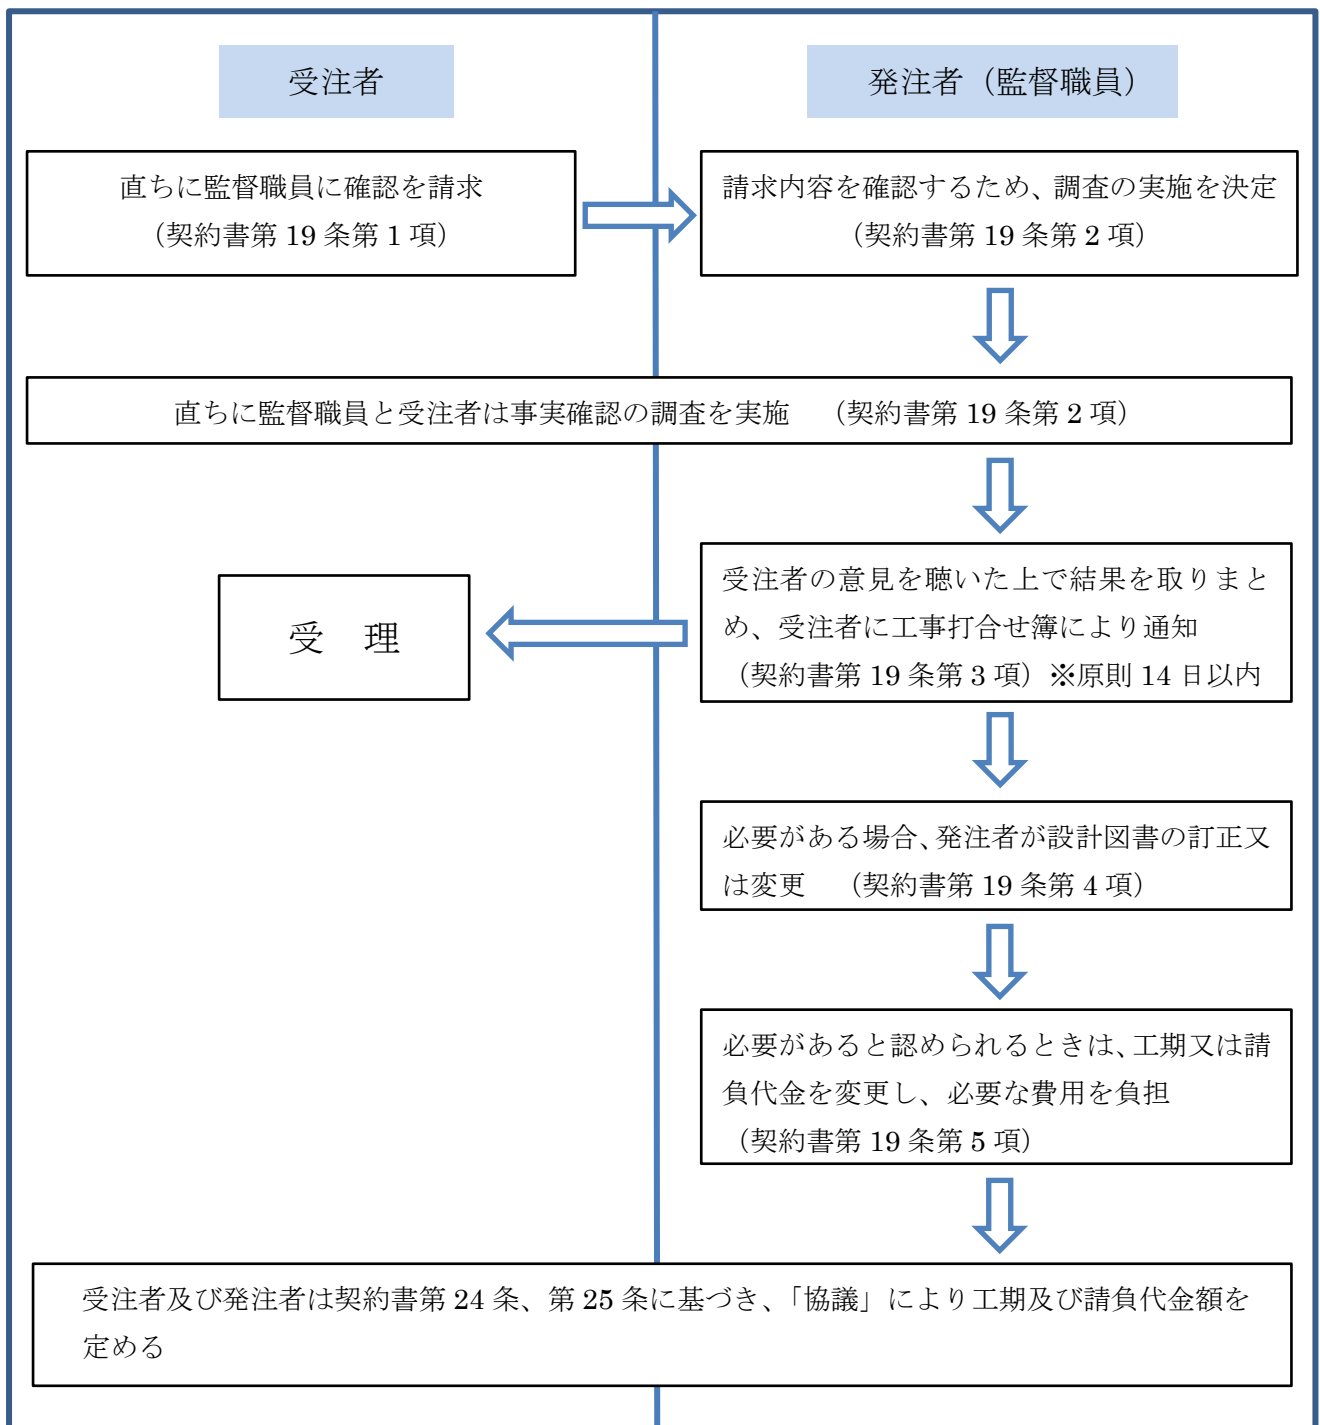 受注者
発注者（監督職員）
直ちに監督職員に確認を請求
（契約書第 19 条第 1 項）
請求内容を確認するため、調査の実施を決定
（契約書第 19 条第 2 項）
直ちに監督職員と受注者は事実確認の調査を実施　（契約書第 19 条第 2 項）
受注者の意見を聴いた上で結果を取りまと
め、受注者に工事打合せ簿により通知
（契約書第 19 条第 3 項）※原則 14 日以内
受　理
必要がある場合、発注者が設計図書の訂正又
は変更　（契約書第 19 条第 4 項）
必要があると認められるときは、工期又は請
負代金を変更し、必要な費用を負担
（契約書第 19 条第 5 項）
受注者及び発注者は契約書第 24 条、第 25 条に基づき、「協議」により工期及び請負代金額を
定める